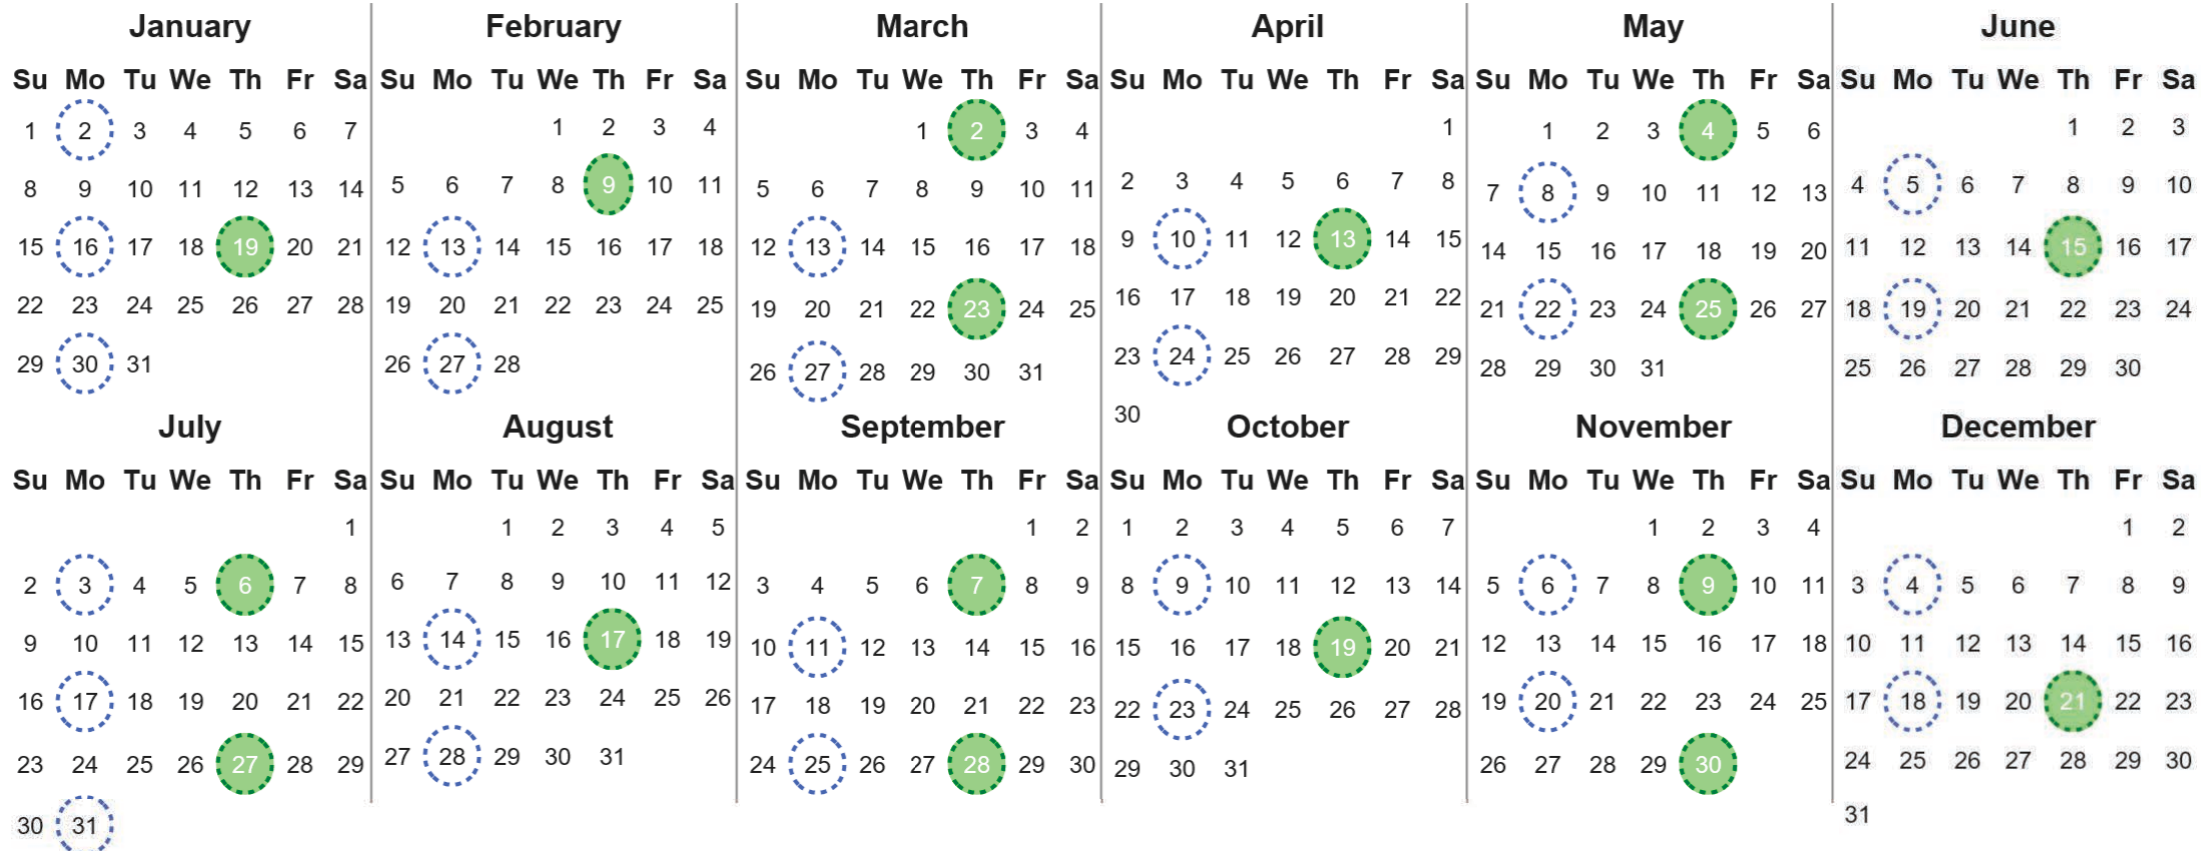 January February March April May June
Su Mo Tu We Th Fr Sa Su Mo Tu We Th Fr Sa Su Mo Tu We Th Fr Sa Su Mo Tu We Th Fr Sa Su Mo Tu We Th Fr Sa Su Mo Tu We Th Fr Sa
1 2 3 4 5 6 7 1 2 3 4 1 2 3 4 1 1 2 3 4 5 6 1 2 3
8 9 10 11 12 13 14 5 6 7 8 9 10 11 5 6 7 8 9 10 11 2 3 4 5 6 7 8 7 8 9 10 11 12 13 4 5 6 7 8 9 10
15 16 17 18 19 20 21 12 13 14 15 16 17 18 12 13 14 15 16 17 18 9 10 11 12 13 14 15 14 15 16 17 18 19 20 11 12 13 14 15 16 17
22 23 24 25 26 27 28 19 20 21 22 23 24 25 19 20 21 22 23 24 25 16 17 18 19 20 21 22 21 22 23 24 25 26 27 18 19 20 21 22 23 24
29 30 31 26 27 28 26 27 28 29 30 31 23 24 25 26 27 28 29 28 29 30 31 25 26 27 28 29 30
30
July August September October November December
Su Mo Tu We Th Fr Sa Su Mo Tu We Th Fr Sa Su Mo Tu We Th Fr Sa Su Mo Tu We Th Fr Sa Su Mo Tu We Th Fr Sa Su Mo Tu We Th Fr Sa
1 1 2 3 4 5 1 2 1 2 3 4 5 6 7 1 2 3 4 1 2
2 3 4 5 6 7 8 6 7 8 9 10 11 12 3 4 5 6 7 8 9 8 9 10 11 12 13 14 5 6 7 8 9 10 11 3 4 5 6 7 8 9
9 10 11 12 13 14 15 13 14 15 16 17 18 19 10 11 12 13 14 15 16 15 16 17 18 19 20 21 12 13 14 15 16 17 18 10 11 12 13 14 15 16
16 17 18 19 20 21 22 20 21 22 23 24 25 26 17 18 19 20 21 22 23 22 23 24 25 26 27 28 19 20 21 22 23 24 25 17 18 19 20 21 22 23
23 24 25 26 27 28 29 27 28 29 30 31 24 25 26 27 28 29 30 29 30 31 26 27 28 29 30 24 25 26 27 28 29 30
30 31 31